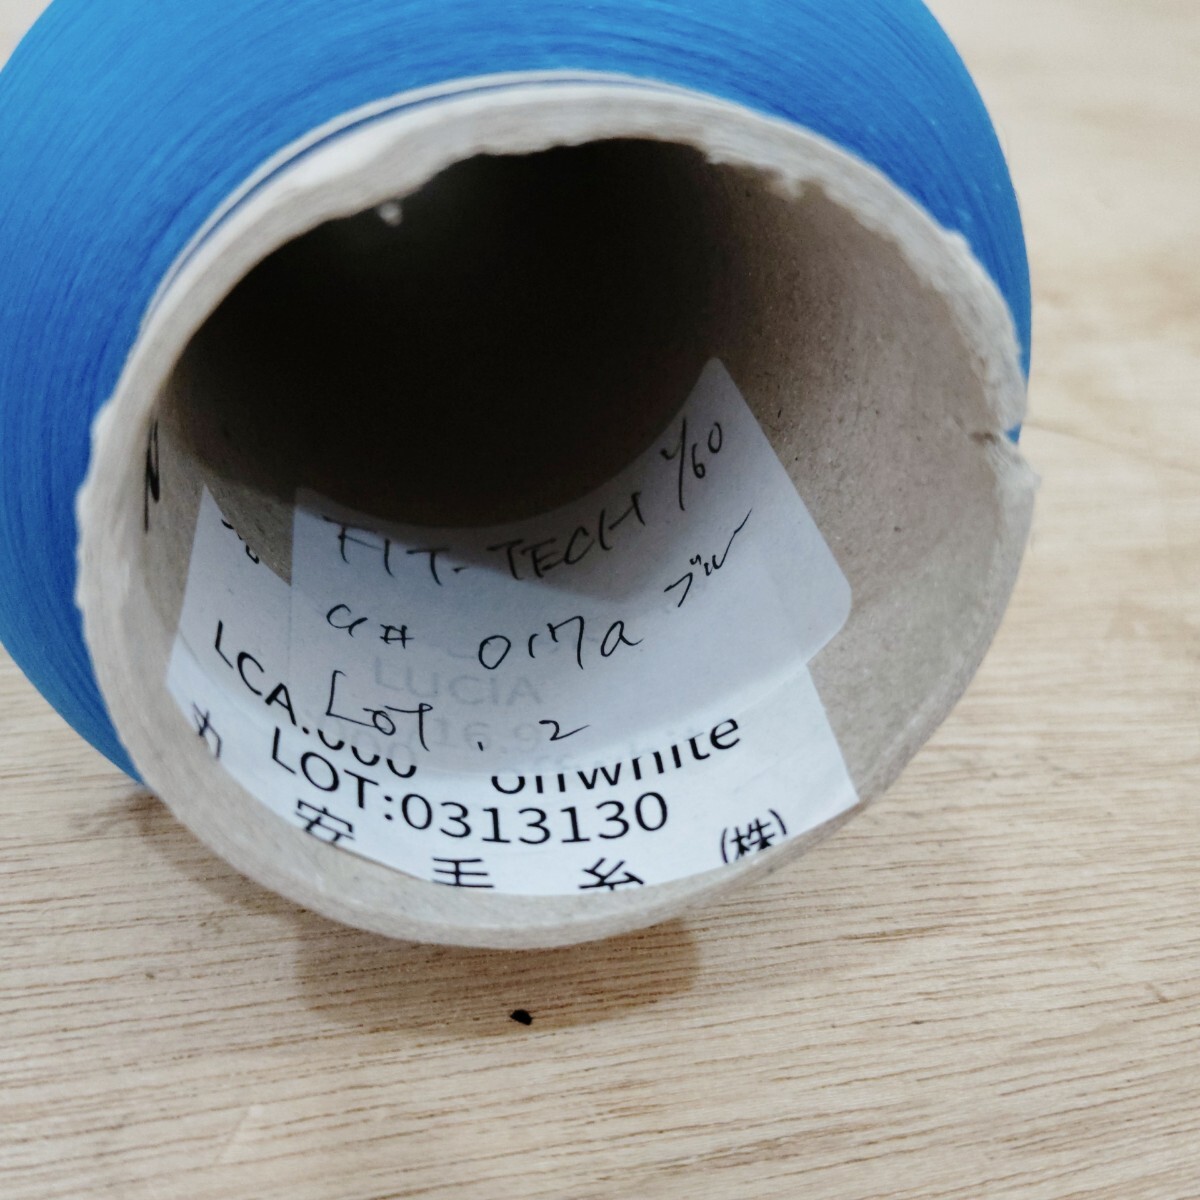 FIT-TECH 1/60
C# 017a ブルー
LOT. 2
LUCIA
LCA.000 offwhite
LOT:0313130
安毛糸(株)